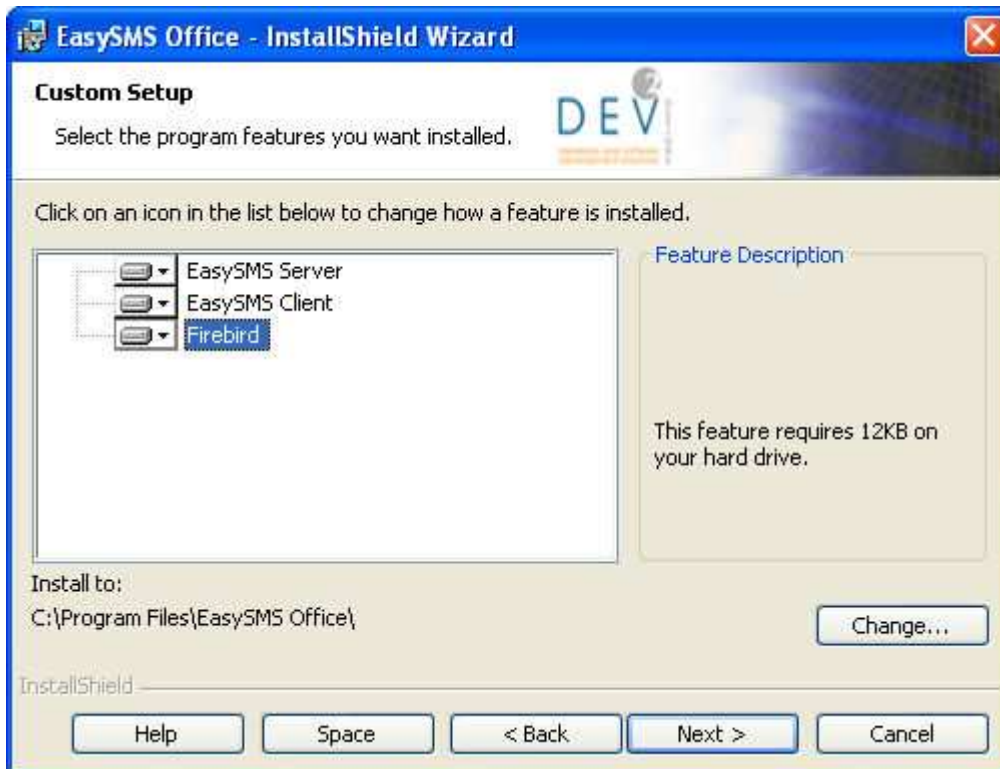 EasySMS Office - InstallShield Wizard
Custom Setup
Select the program features you want installed.
DEV
2
Click on an icon in the list below to change how a feature is installed.
EasySMS Server
EasySMS Client
Firebird
Feature Description
This feature requires 12KB on
your hard drive.
Install to:
C:\Program Files\EasySMS Office\
Change...
InstallShield
Help
Space
< Back
Next >
Cancel